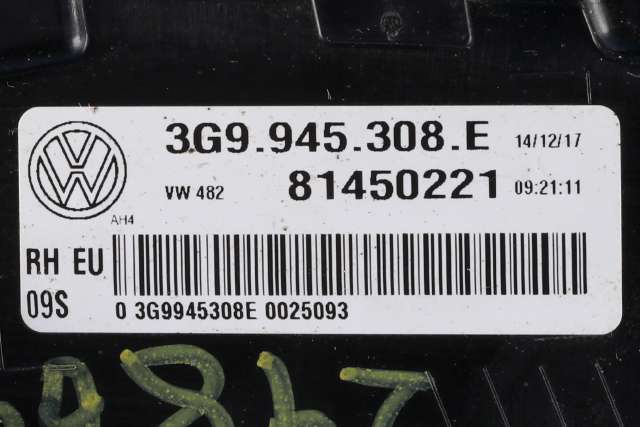 3G9.945.308.E 14/12/17
VW 482 81450221 09:21:11
AH4
RH EU
09S
0 3G9945308E 0025093